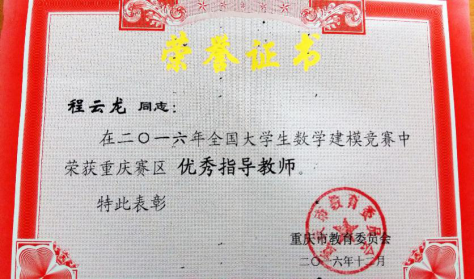 荣誉证书
程云龙 同志:
在二〇一六年全国大学生数学建模竞赛中
荣获重庆赛区 优秀指导教师。
特此表彰
重庆市教育委员会
二〇一六年十二月